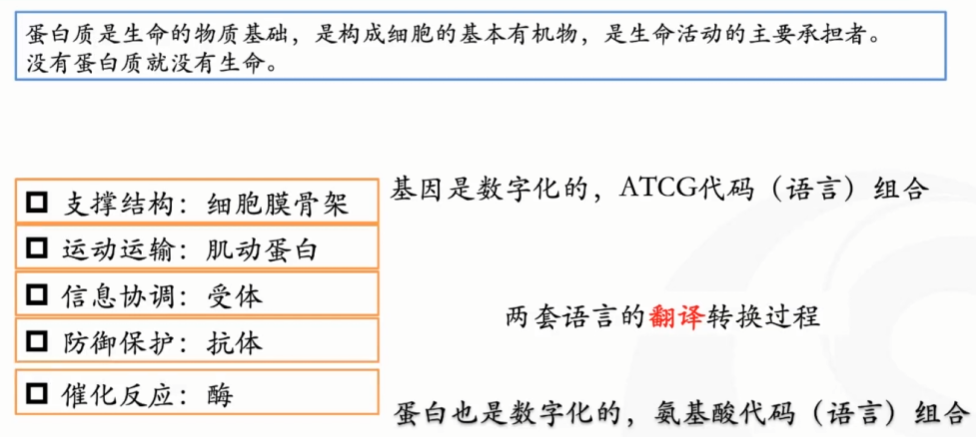 蛋白质是生命的物质基础，是构成细胞的基本有机物，是生命活动的主要承担者。
没有蛋白质就没有生命。
支撑结构：细胞膜骨架
运动运输：肌动蛋白
信息协调：受体
防御保护：抗体
催化反应：酶
基因是数字化的，ATCG代码（语言）组合
两套语言的翻译转换过程
蛋白也是数字化的，氨基酸代码（语言）组合